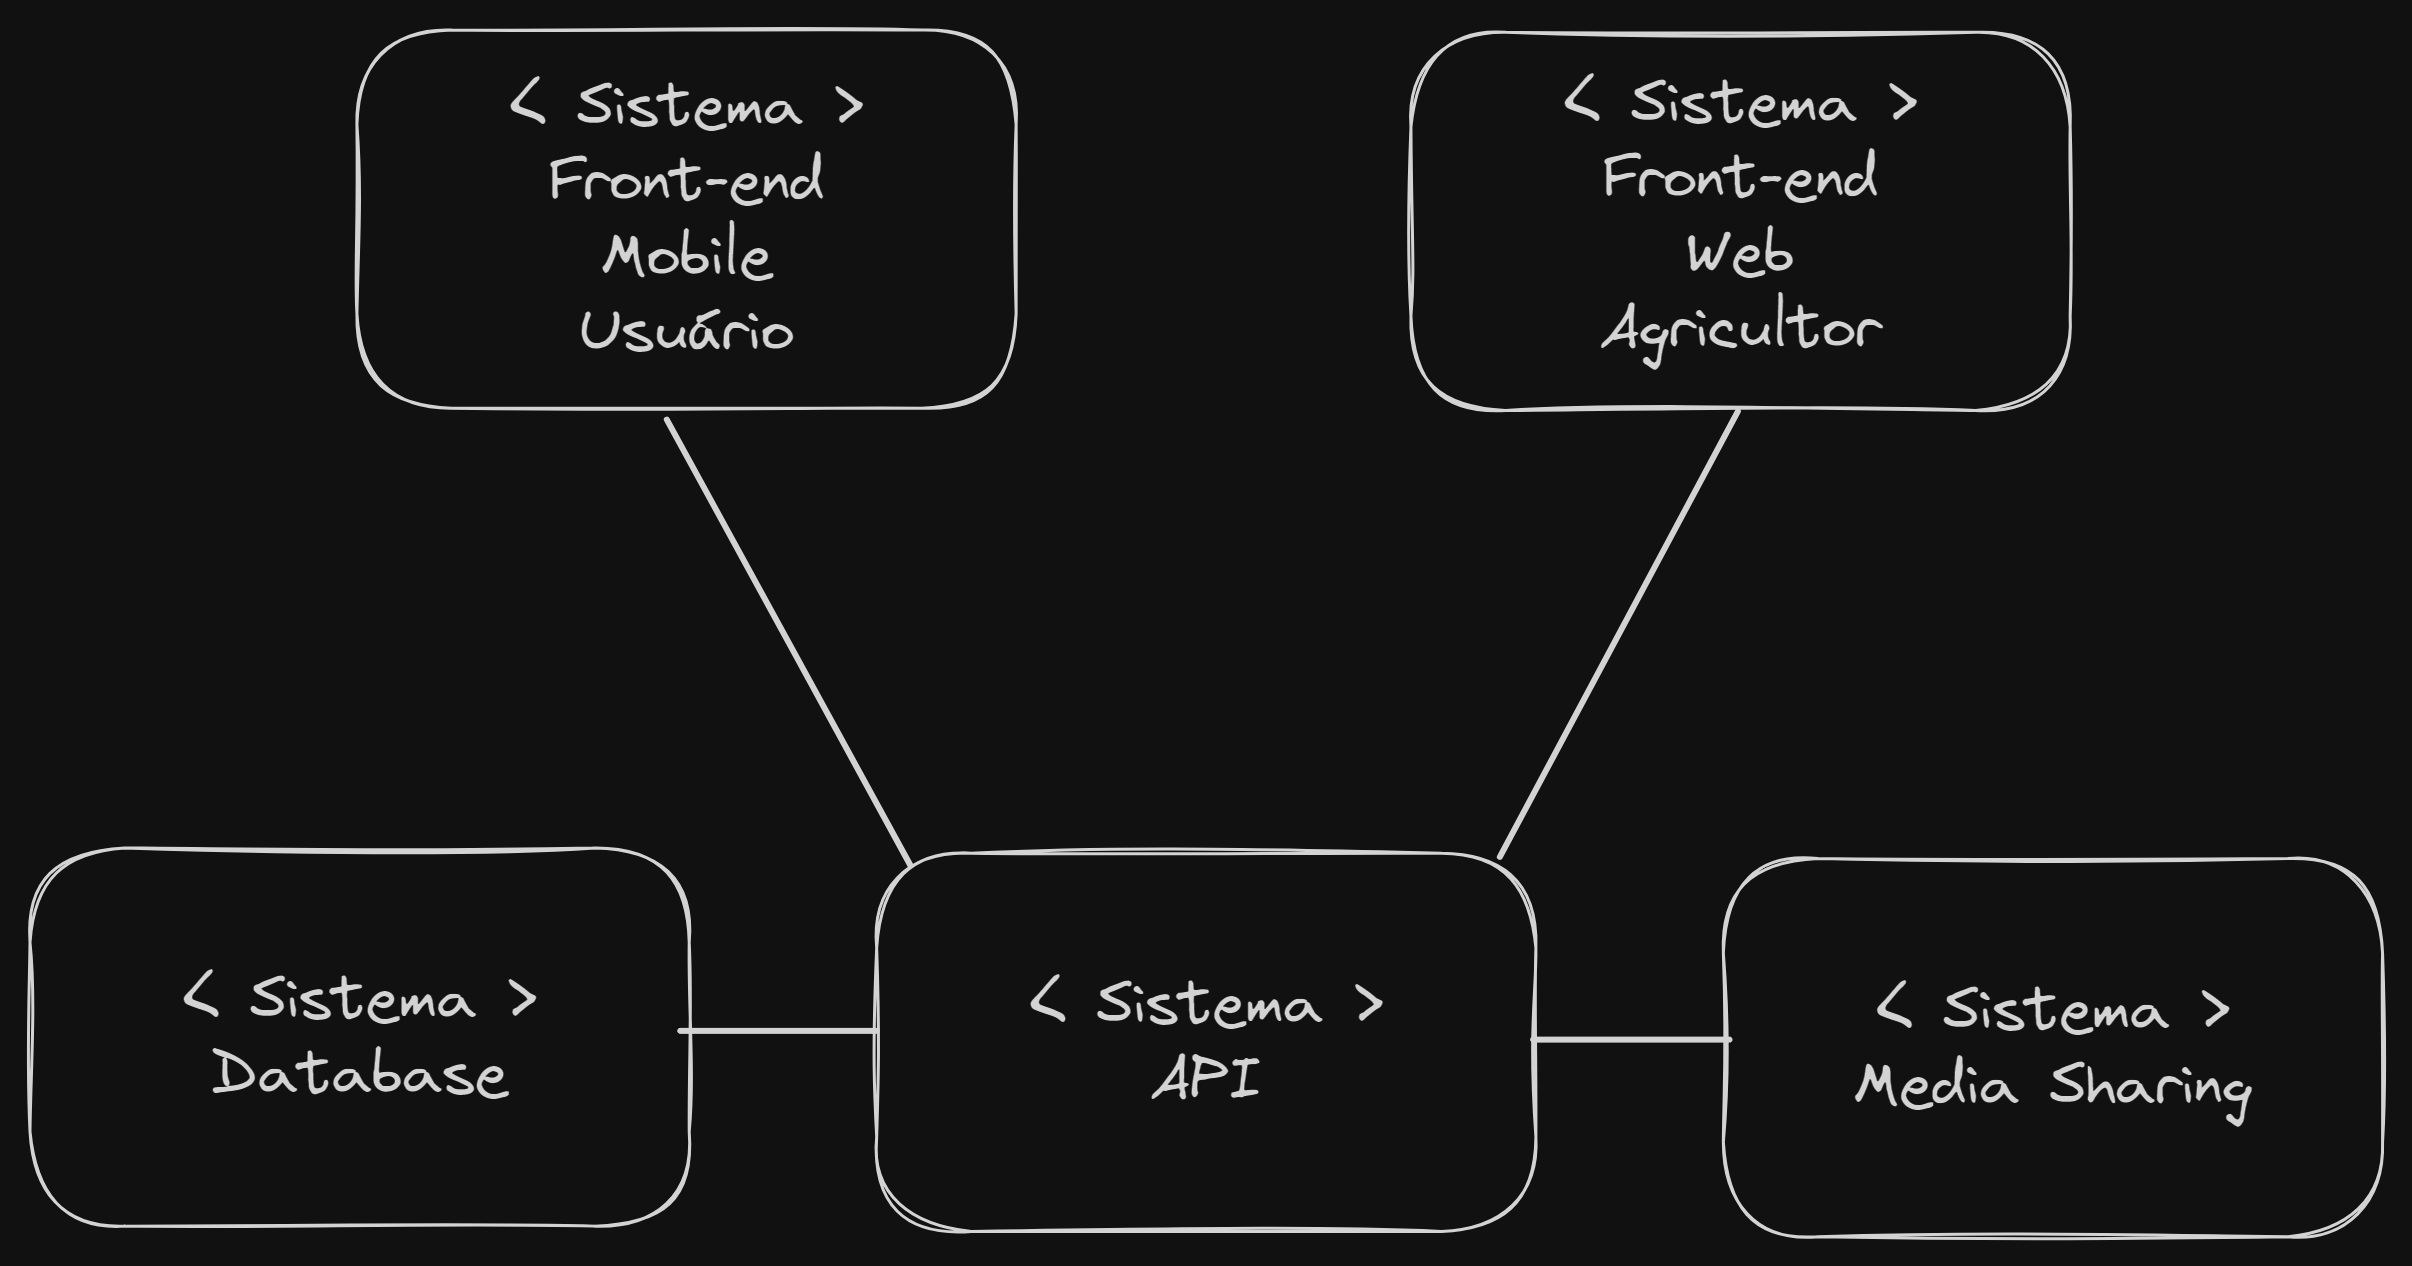 < Sistema >
Front-end
Mobile
Usuário
< Sistema >
Front-end
Web
Agricultor
< Sistema >
Database
< Sistema >
API
< Sistema >
Media Sharing